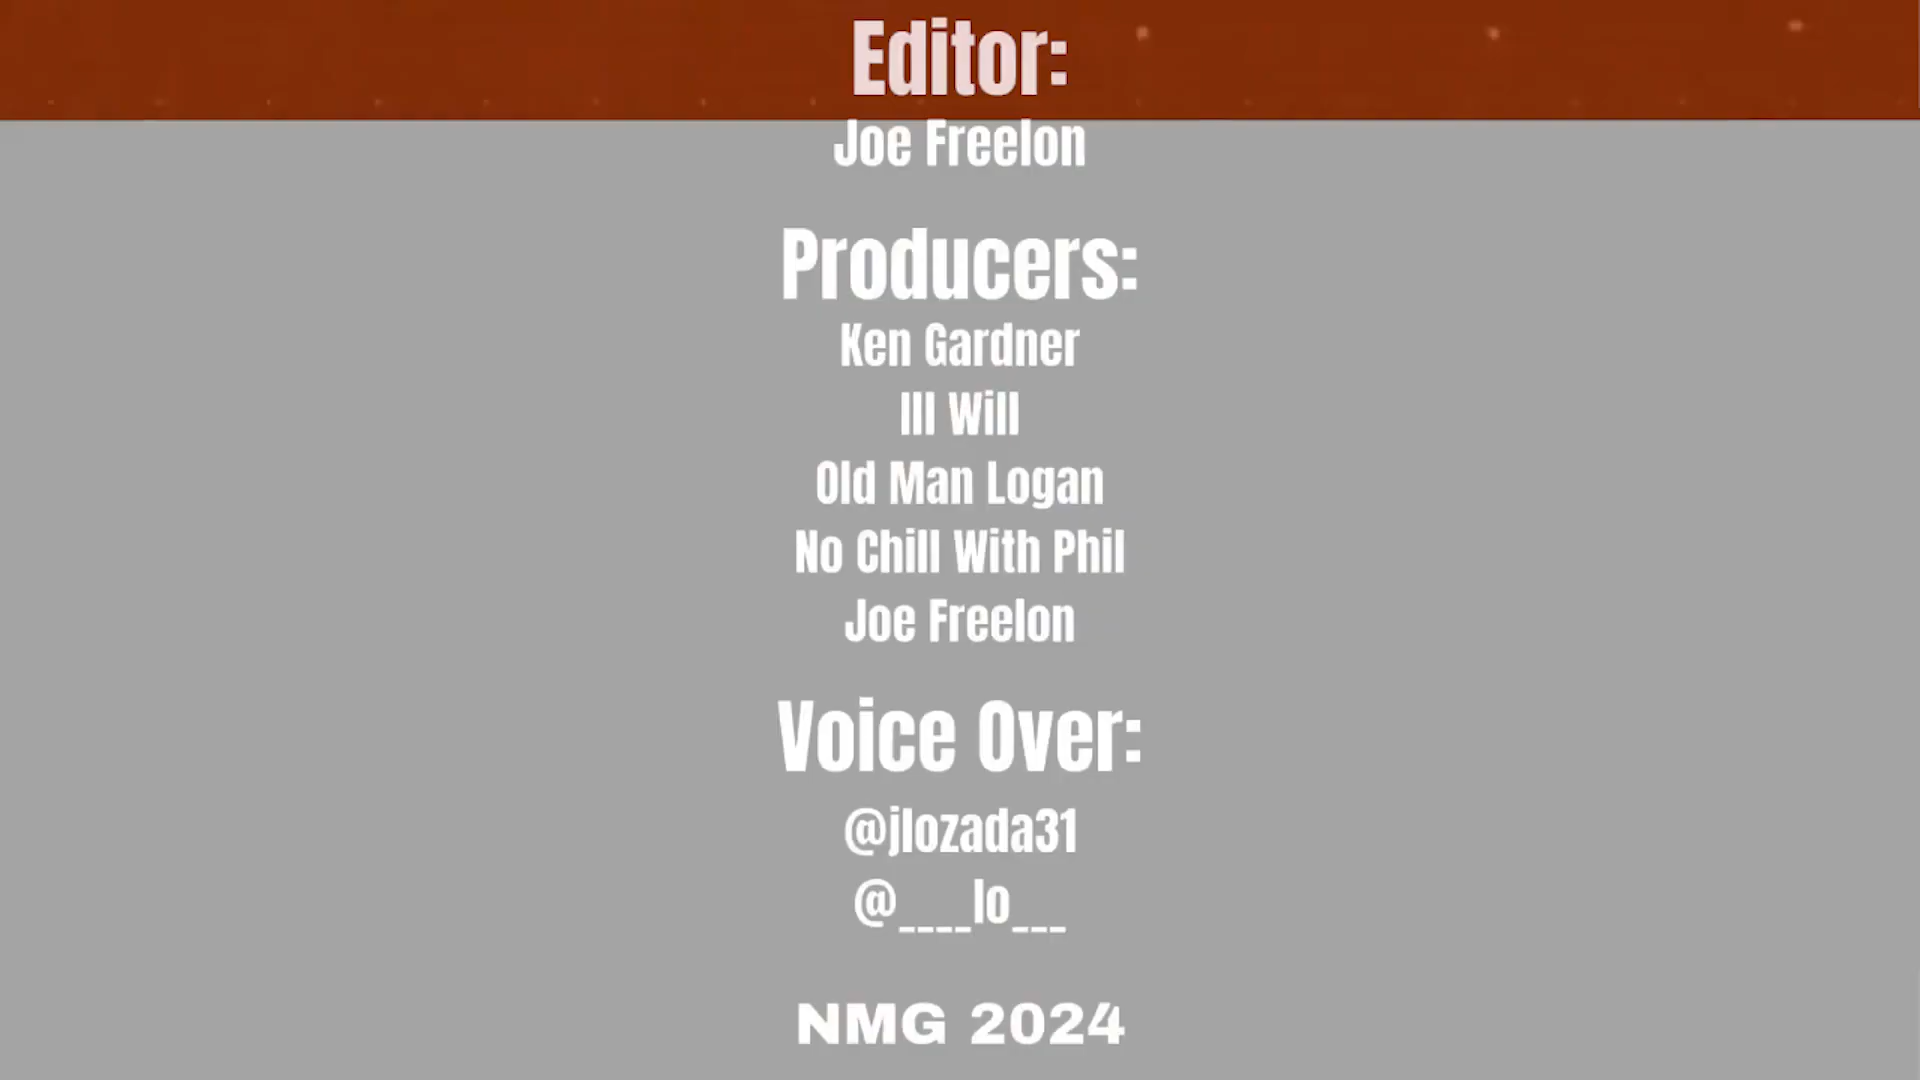 Editor:
Joe Freelon
Producers:
Ken Gardner
Ill Will
Old Man Logan
No Chill With Phil
Joe Freelon
Voice Over:
@jlozada31
@____lo___
NMG 2024